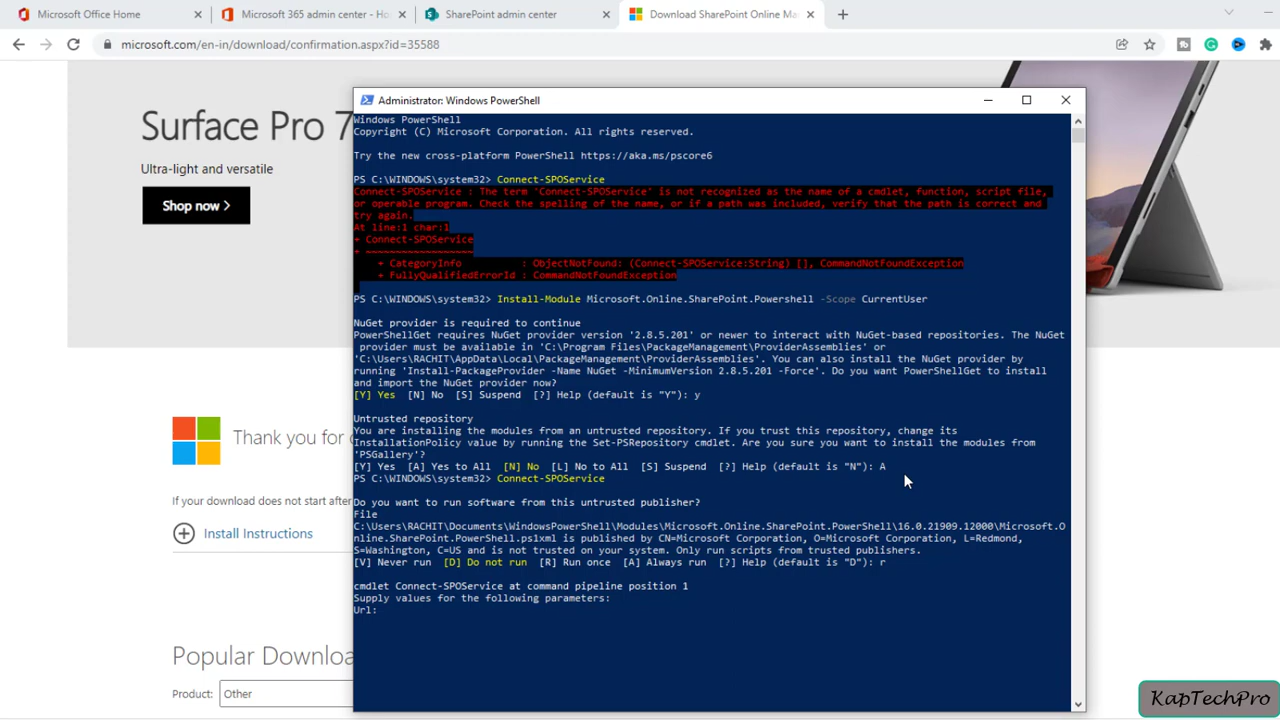 Microsoft Office Home
Microsoft 365 admin center - Ho
SharePoint admin center
Download SharePoint Online Ma
microsoft.com/en-in/download/confirmation.aspx?id=35588
Surface Pro 7
Ultra-light and versatile
Shop now >
Thank you for
If your download does not start after
Install Instructions
Popular Downloa
Product:
Other
Administrator: Windows PowerShell
Windows PowerShell
Copyright (C) Microsoft Corporation. All rights reserved.
Try the new cross-platform PowerShell https://aka.ms/pscore6
PS C:\WINDOWS\system32> Connect-SPOService
Connect-SPOService : The term 'Connect-SPOService' is not recognized as the name of a cmdlet, function, script file,
or operable program. Check the spelling of the name, or if a path was included, verify that the path is correct and
try again.
At line:1 char:1
+ Connect-SPOService
+ ~~~~~~~~~~~~~~~~~~
+ CategoryInfo          : ObjectNotFound: (Connect-SPOService:String) [], CommandNotFoundException
+ FullyQualifiedErrorId : CommandNotFoundException
PS C:\WINDOWS\system32> Install-Module Microsoft.Online.SharePoint.Powershell -Scope CurrentUser
NuGet provider is required to continue
PowerShellGet requires NuGet provider version '2.8.5.201' or newer to interact with NuGet-based repositories. The NuGet
provider must be available in 'C:\Program Files\PackageManagement\ProviderAssemblies' or
'C:\Users\RACHIT\AppData\Local\PackageManagement\ProviderAssemblies'. You can also install the NuGet provider by
running 'Install-PackageProvider -Name NuGet -MinimumVersion 2.8.5.201 -Force'. Do you want PowerShellGet to install
and import the NuGet provider now?
[Y] Yes  [N] No  [S] Suspend  [?] Help (default is "Y"): y
Untrusted repository
You are installing the modules from an untrusted repository. If you trust this repository, change its
InstallationPolicy value by running the Set-PSRepository cmdlet. Are you sure you want to install the modules from
'PSGallery'?
[Y] Yes  [A] Yes to All  [N] No  [L] No to All  [S] Suspend  [?] Help (default is "N"): A
PS C:\WINDOWS\system32> Connect-SPOService
Do you want to run software from this untrusted publisher?
File
C:\Users\RACHIT\Documents\WindowsPowerShell\Modules\Microsoft.Online.SharePoint.PowerShell\16.0.21909.12000\Microsoft.O
nline.SharePoint.PowerShell.ps1xml is published by CN=Microsoft Corporation, O=Microsoft Corporation, L=Redmond,
S=Washington, C=US and is not trusted on your system. Only run scripts from trusted publishers.
[V] Never run  [D] Do not run  [R] Run once  [A] Always run  [?] Help (default is "D"): r
cmdlet Connect-SPOService at command pipeline position 1
Supply values for the following parameters:
Url:
KapTechPro